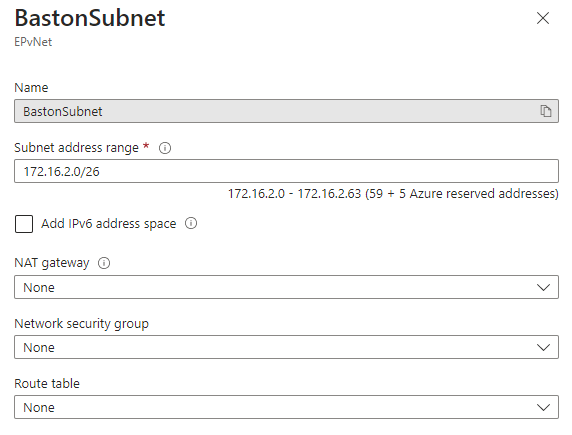 BastonSubnet
EPvNet
Name
BastonSubnet
Subnet address range *
172.16.2.0/26
172.16.2.0 - 172.16.2.63 (59 + 5 Azure reserved addresses)
Add IPv6 address space
NAT gateway
None
Network security group
None
Route table
None